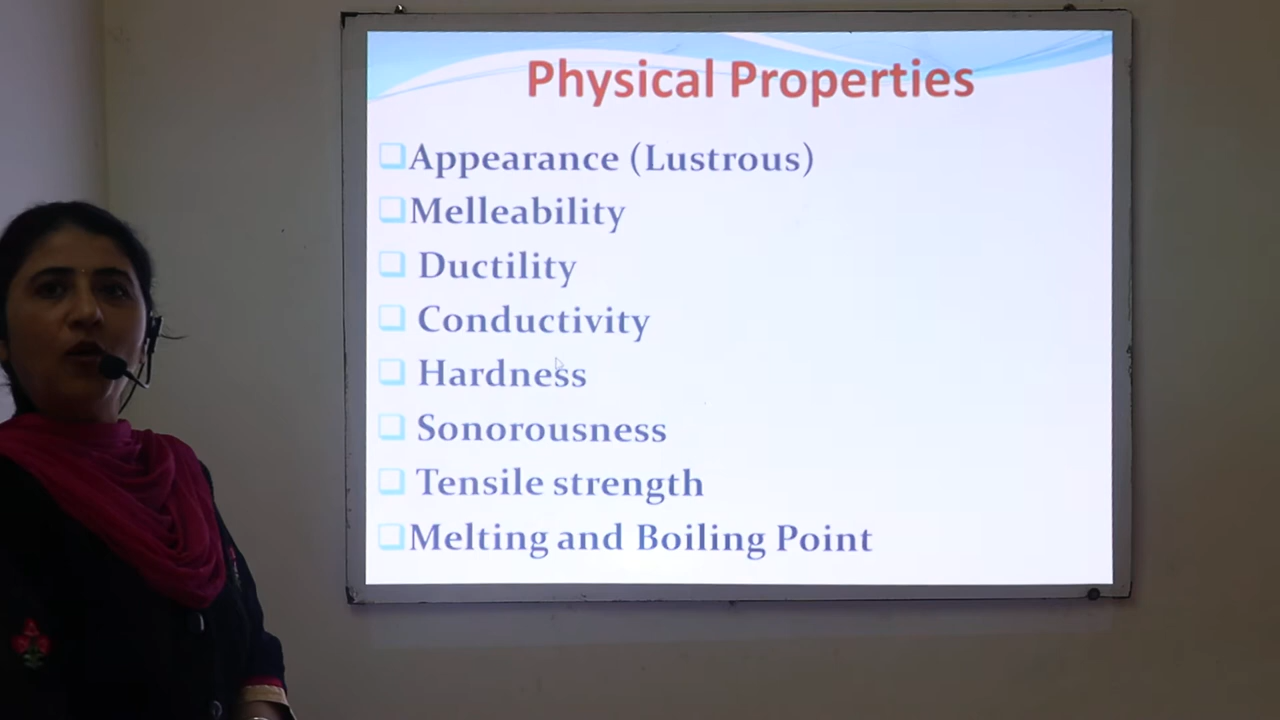 Physical Properties
Appearance (Lustrous)
Melleability
Ductility
Conductivity
Hardness
Sonorousness
Tensile strength
Melting and Boiling Point